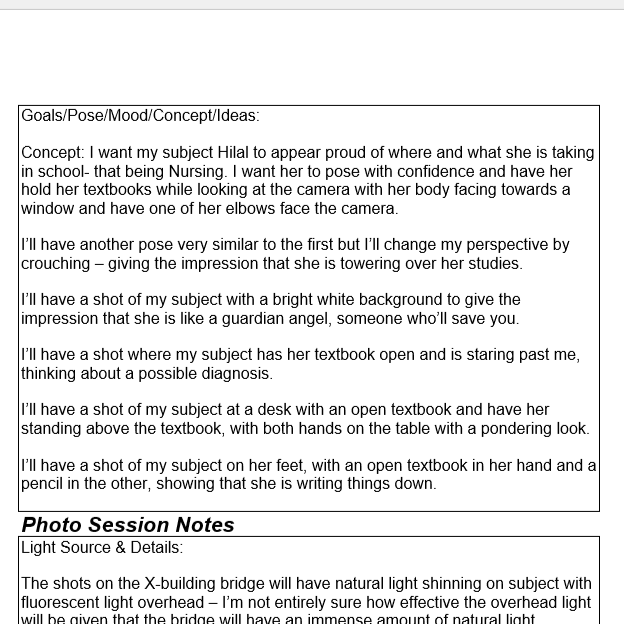 Goals/Pose/Mood/Concept/Ideas:
Concept: I want my subject Hilal to appear proud of where and what she is taking
in school- that being Nursing. I want her to pose with confidence and have her
hold her textbooks while looking at the camera with her body facing towards a
window and have one of her elbows face the camera.
I’ll have another pose very similar to the first but I’ll change my perspective by
crouching – giving the impression that she is towering over her studies.
I’ll have a shot of my subject with a bright white background to give the
impression that she is like a guardian angel, someone who’ll save you.
I’ll have a shot where my subject has her textbook open and is staring past me,
thinking about a possible diagnosis.
I’ll have a shot of my subject at a desk with an open textbook and have her
standing above the textbook, with both hands on the table with a pondering look.
I’ll have a shot of my subject on her feet, with an open textbook in her hand and a
pencil in the other, showing that she is writing things down.
Photo Session Notes
Light Source & Details:
The shots on the X-building bridge will have natural light shinning on subject with
fluorescent light overhead – I’m not entirely sure how effective the overhead light
will be given that the bridge will have an immense amount of natural light